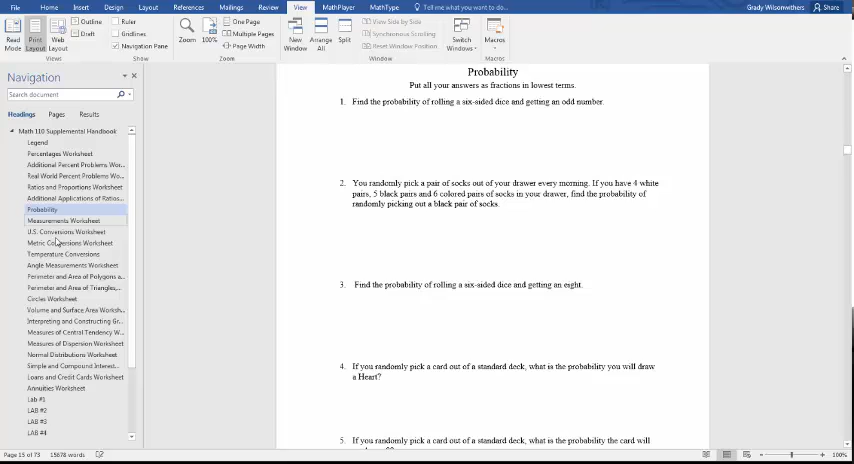 File Home Insert Design Layout References Mailings Review View MathPlayer MathType Tell me what you want to do... Grady Wilsonwithers Share
Read Mode
Print Layout
Web Layout
Outline
Draft
Views
Ruler
Gridlines
Navigation Pane
Show
Zoom
100%
One Page
Multiple Pages
Page Width
Zoom
New Window
Arrange All
Split
View Side by Side
Synchronous Scrolling
Reset Window Position
Window
Switch Windows
Macros
Macros
Navigation
Search document
Headings Pages Results
Math 110 Supplemental Handbook
Legend
Percentages Worksheet
Additional Percent Problems Wor...
Real World Percent Problems Wo...
Ratios and Proportions Worksheet
Additional Applications of Ratios...
Probability
Measurements Worksheet
U.S. Conversions Worksheet
Metric Conversions Worksheet
Temperature Conversions
Angle Measurements Worksheet
Perimeter and Area of Polygons a...
Perimeter and Area of Triangles,...
Circles Worksheet
Volume and Surface Area Worksh...
Interpreting and Constructing Gr...
Measures of Central Tendency W...
Measures of Dispersion Worksheet
Normal Distributions Worksheet
Simple and Compound Interest...
Loans and Credit Cards Worksheet
Annuities Worksheet
Lab #1
LAB #2
LAB #3
LAB #4
Probability
Put all your answers as fractions in lowest terms.
1. Find the probability of rolling a six-sided dice and getting an odd number.
2. You randomly pick a pair of socks out of your drawer every morning. If you have 4 white
pairs, 5 black pairs and 6 colored pairs of socks in your drawer, find the probability of
randomly picking out a black pair of socks.
3. Find the probability of rolling a six-sided dice and getting an eight.
4. If you randomly pick a card out of a standard deck, what is the probability you will draw
a Heart?
5. If you randomly pick a card out of a standard deck, what is the probability the card will
Page 15 of 73 15678 words 100%